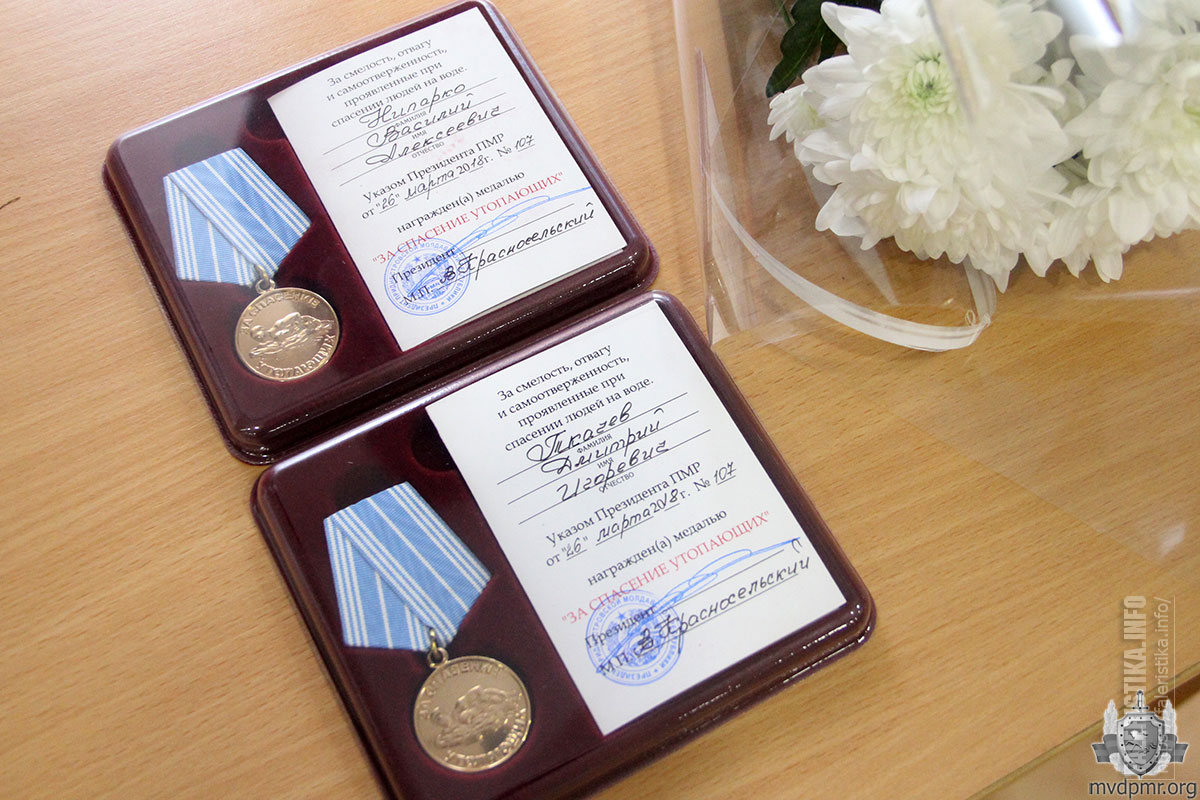 За смелость, отвагу
и самоотверженность,
проявленные при
спасении людей на воде.
Нипарко
ФАМИЛИЯ
Василий
ИМЯ
Алексеевич
ОТЧЕСТВО
Указом Президента ПМР
от "26" марта 2018г. № 107
награжден(а) медалью
"ЗА СПАСЕНИЕ УТОПАЮЩИХ"
Президент
М.П. В. Красносельский
ЗА СПАСЕНИЕ
УТОПАЮЩИХ
За смелость, отвагу
и самоотверженность,
проявленные при
спасении людей на воде.
Ткачев
ФАМИЛИЯ
Дмитрий
ИМЯ
Игоревич
ОТЧЕСТВО
Указом Президента ПМР
от "26" марта 2018г. № 107
награжден(а) медалью
"ЗА СПАСЕНИЕ УТОПАЮЩИХ"
Президент
М.П. В. Красносельский
ЗА СПАСЕНИЕ
УТОПАЮЩИХ
mvdpmr.org